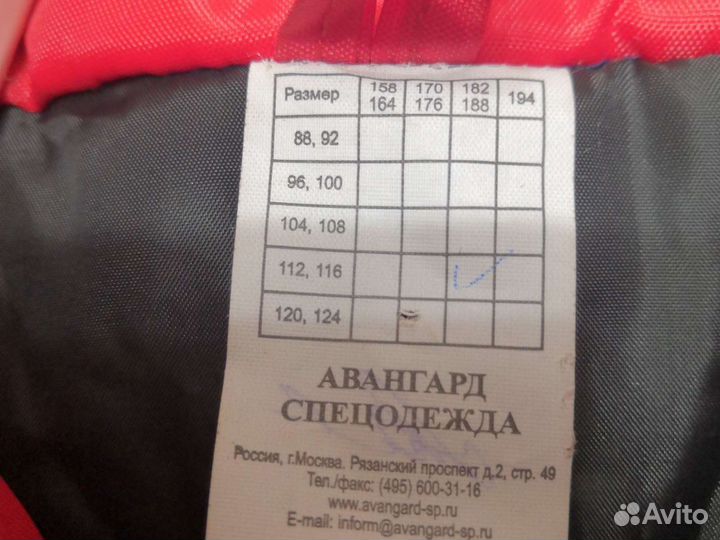 Размер 158 170 182 194
164 176 188
88, 92
96, 100
104, 108
112, 116
120, 124
АВАНГАРД
СПЕЦОДЕЖДА
Россия, г.Москва. Рязанский проспект д.2, стр. 49
Тел./факс: (495) 600-31-16
www.avangard-sp.ru
E-mail: inform@avangard-sp.ru
Avito